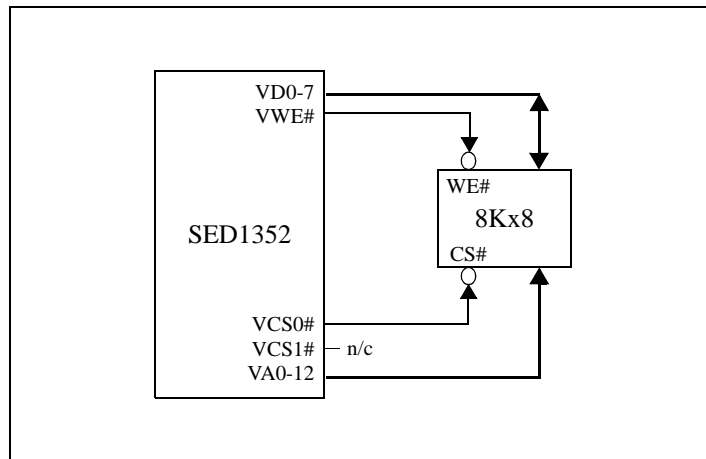 VD0-7
VWE#
WE#
8Kx8
SED1352
CS#
VCS0#
VCS1# n/c
VA0-12